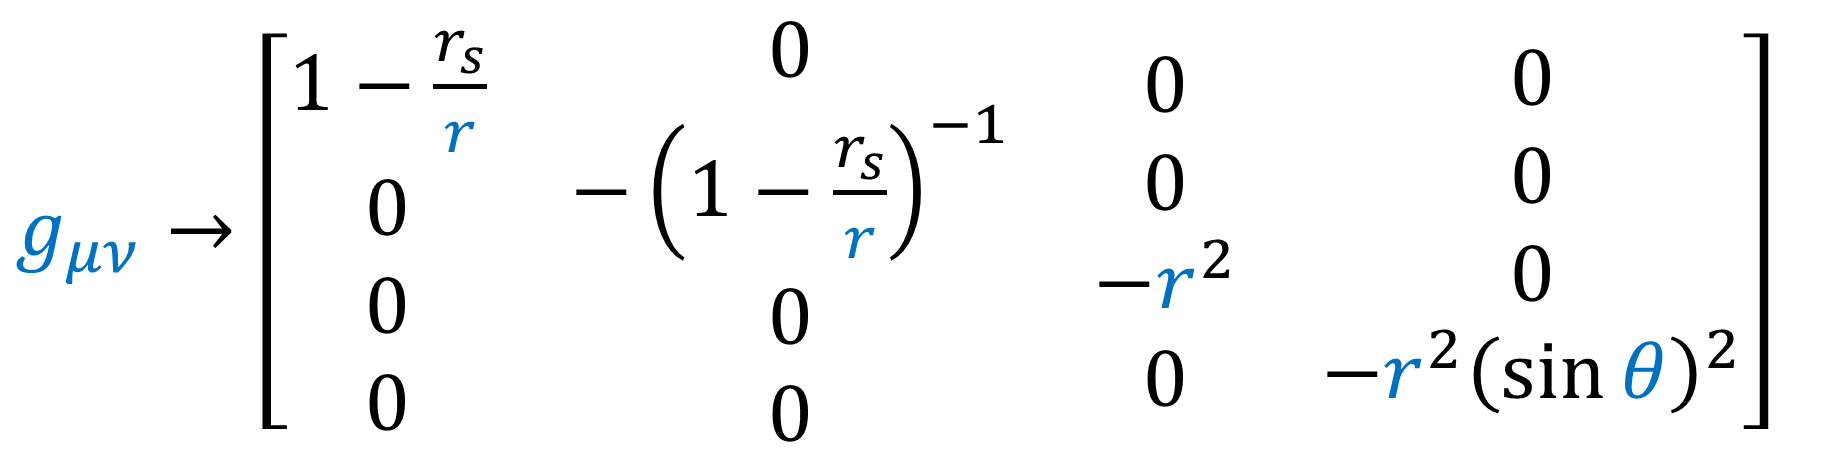 g_{μν} → [ 1 − r_s/r 0 0 0
0 −(1 − r_s/r)^{−1} 0 0
0 0 −r^2 0
0 0 0 −r^2(sin θ)^2 ]